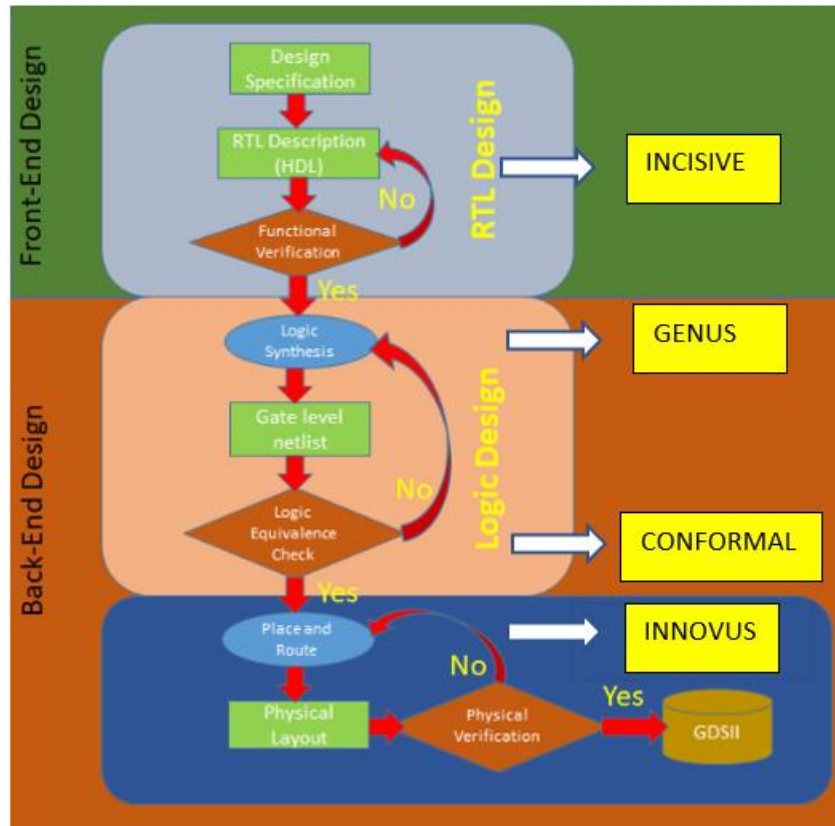 Front-End Design
Design
Specification
RTL Description
(HDL)
No
Functional
Verification
Yes
RTL Design
INCISIVE
Back-End Design
Logic
Synthesis
Gate level
netlist
No
Logic
Equivalence
Check
Yes
Logic Design
GENUS
CONFORMAL
Place and
Route
No
INNOVUS
Physical
Layout
Physical
Verification
Yes
GDSII